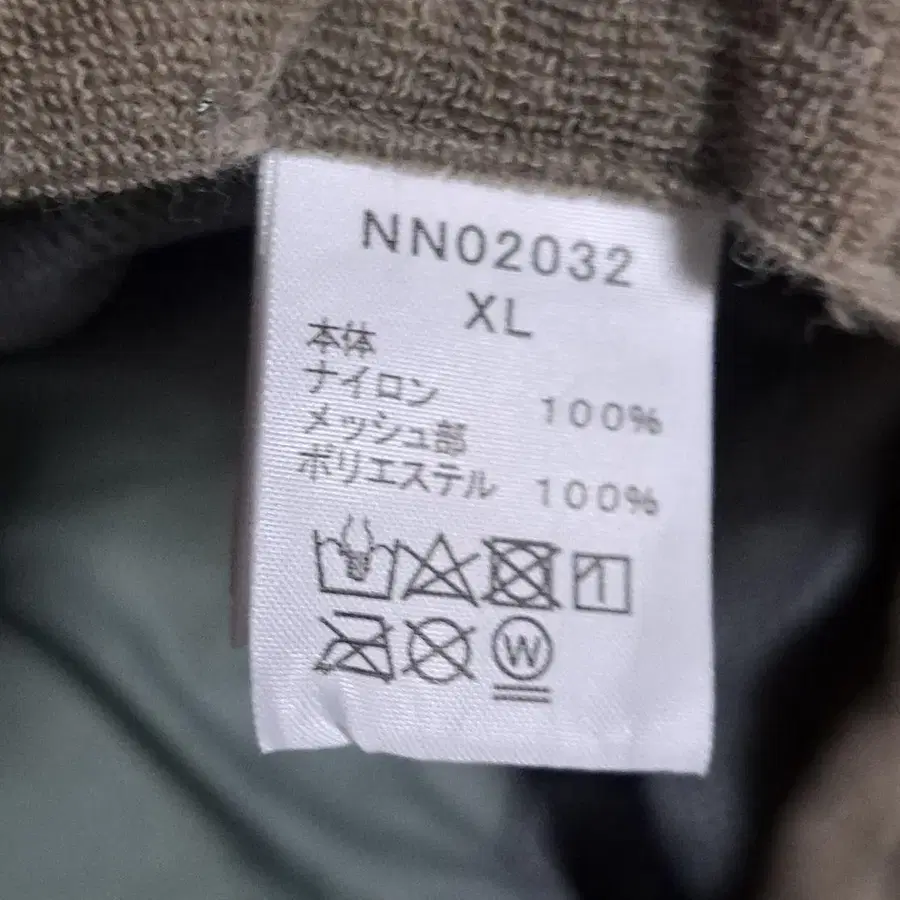 NN02032
XL
本体
ナイロン 100%
メッシュ部
ポリエステル 100%
W